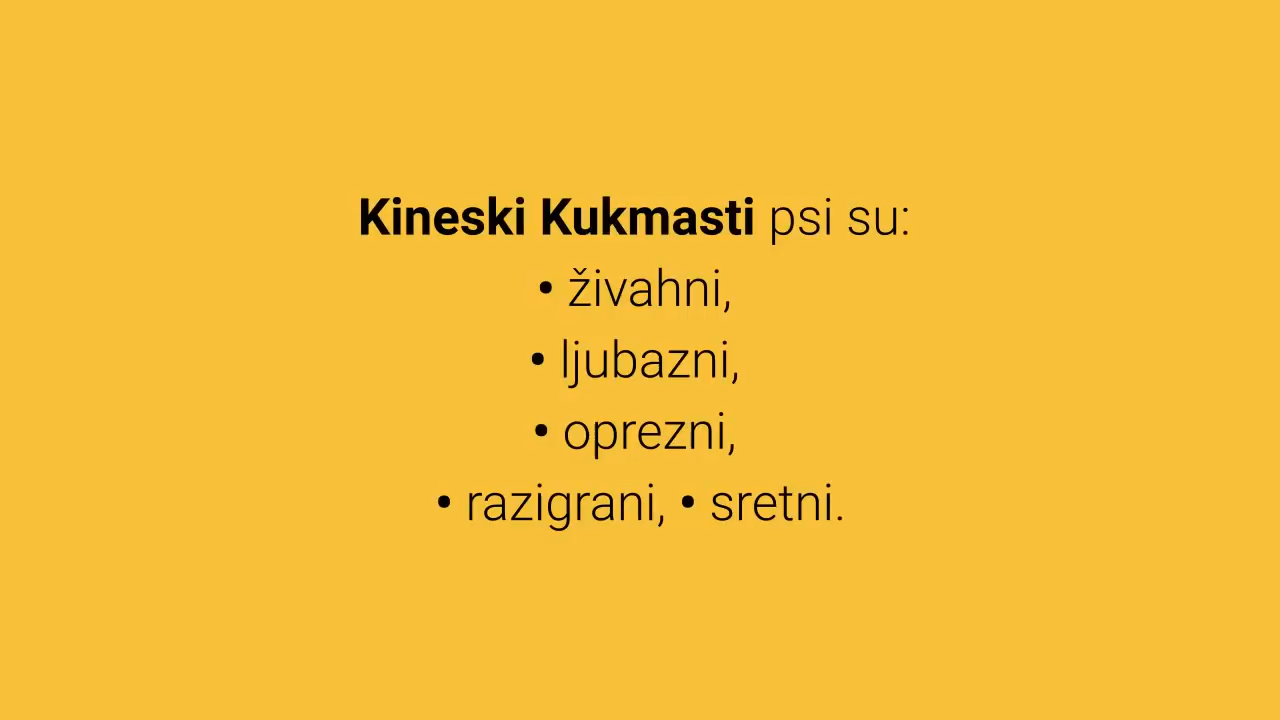 Kineski Kukmasti psi su:
• živahni,
• ljubazni,
• oprezni,
• razigrani, • sretni.